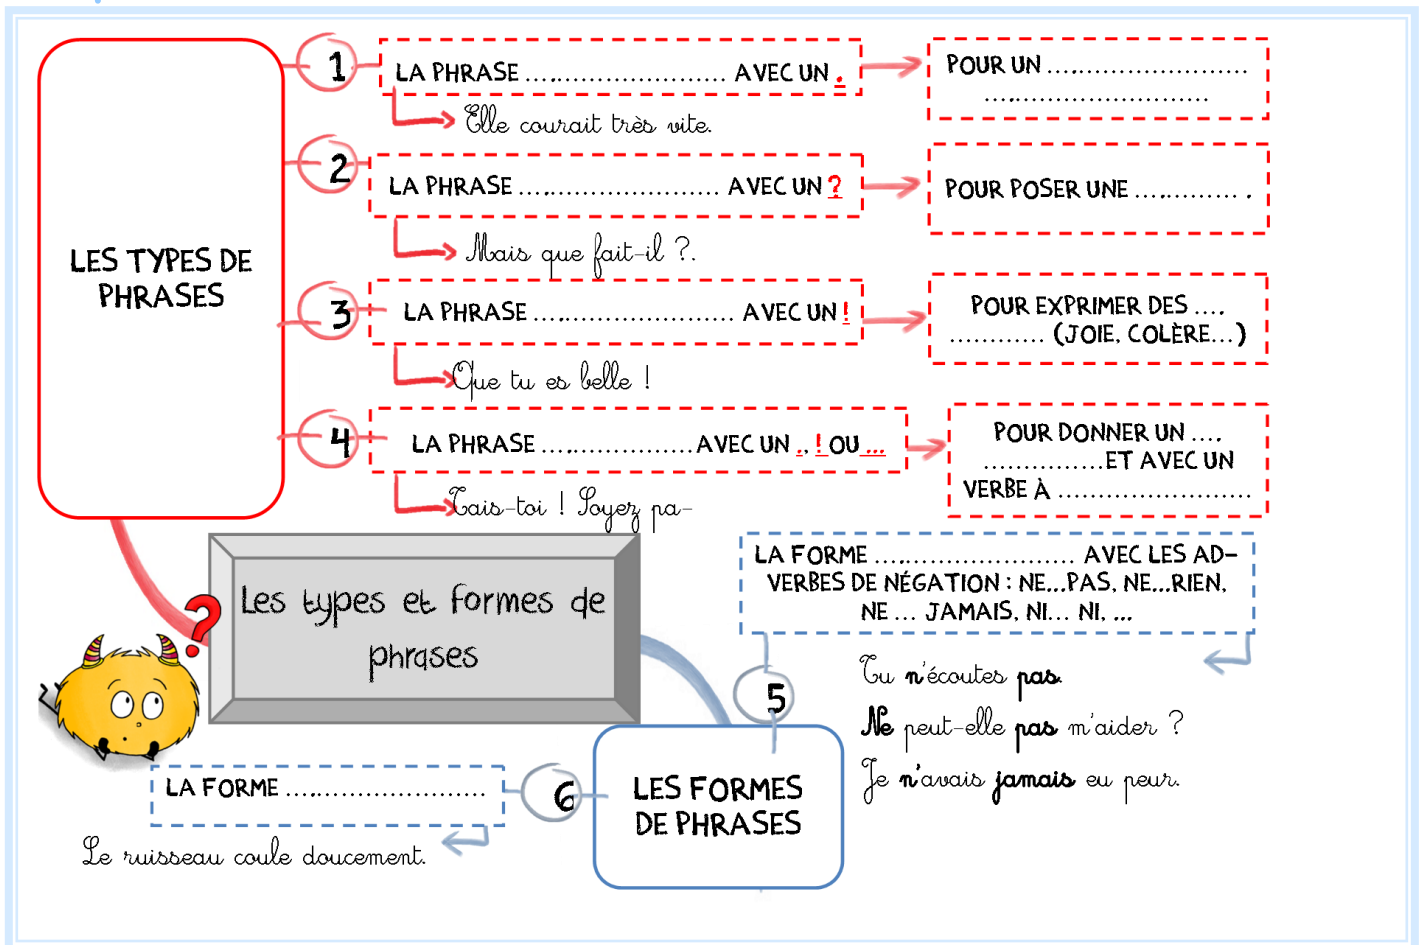 LES TYPES DE
PHRASES
1
LA PHRASE ............................ AVEC UN .
POUR UN ............................
...............................
Elle courait très vite.
2
LA PHRASE ............................ AVEC UN ?
POUR POSER UNE .............. .
Mais que fait-il ?.
3
LA PHRASE ............................ AVEC UN !
POUR EXPRIMER DES ....
............. (JOIE, COLÈRE...)
Que tu es belle !
4
LA PHRASE ..................... AVEC UN ., ! OU ...
POUR DONNER UN ....
................ET AVEC UN
VERBE À ..........................
Tais-toi ! Soyez pa-
Les types et formes de
phrases
?
LA FORME ............................ AVEC LES AD-
VERBES DE NÉGATION : NE...PAS, NE...RIEN,
NE ... JAMAIS, NI... NI, ...
5
Tu n'écoutes pas.
Ne peut-elle pas m'aider ?
Je n'avais jamais eu peur.
LES FORMES
DE PHRASES
6
LA FORME ............................
Le ruisseau coule doucement.